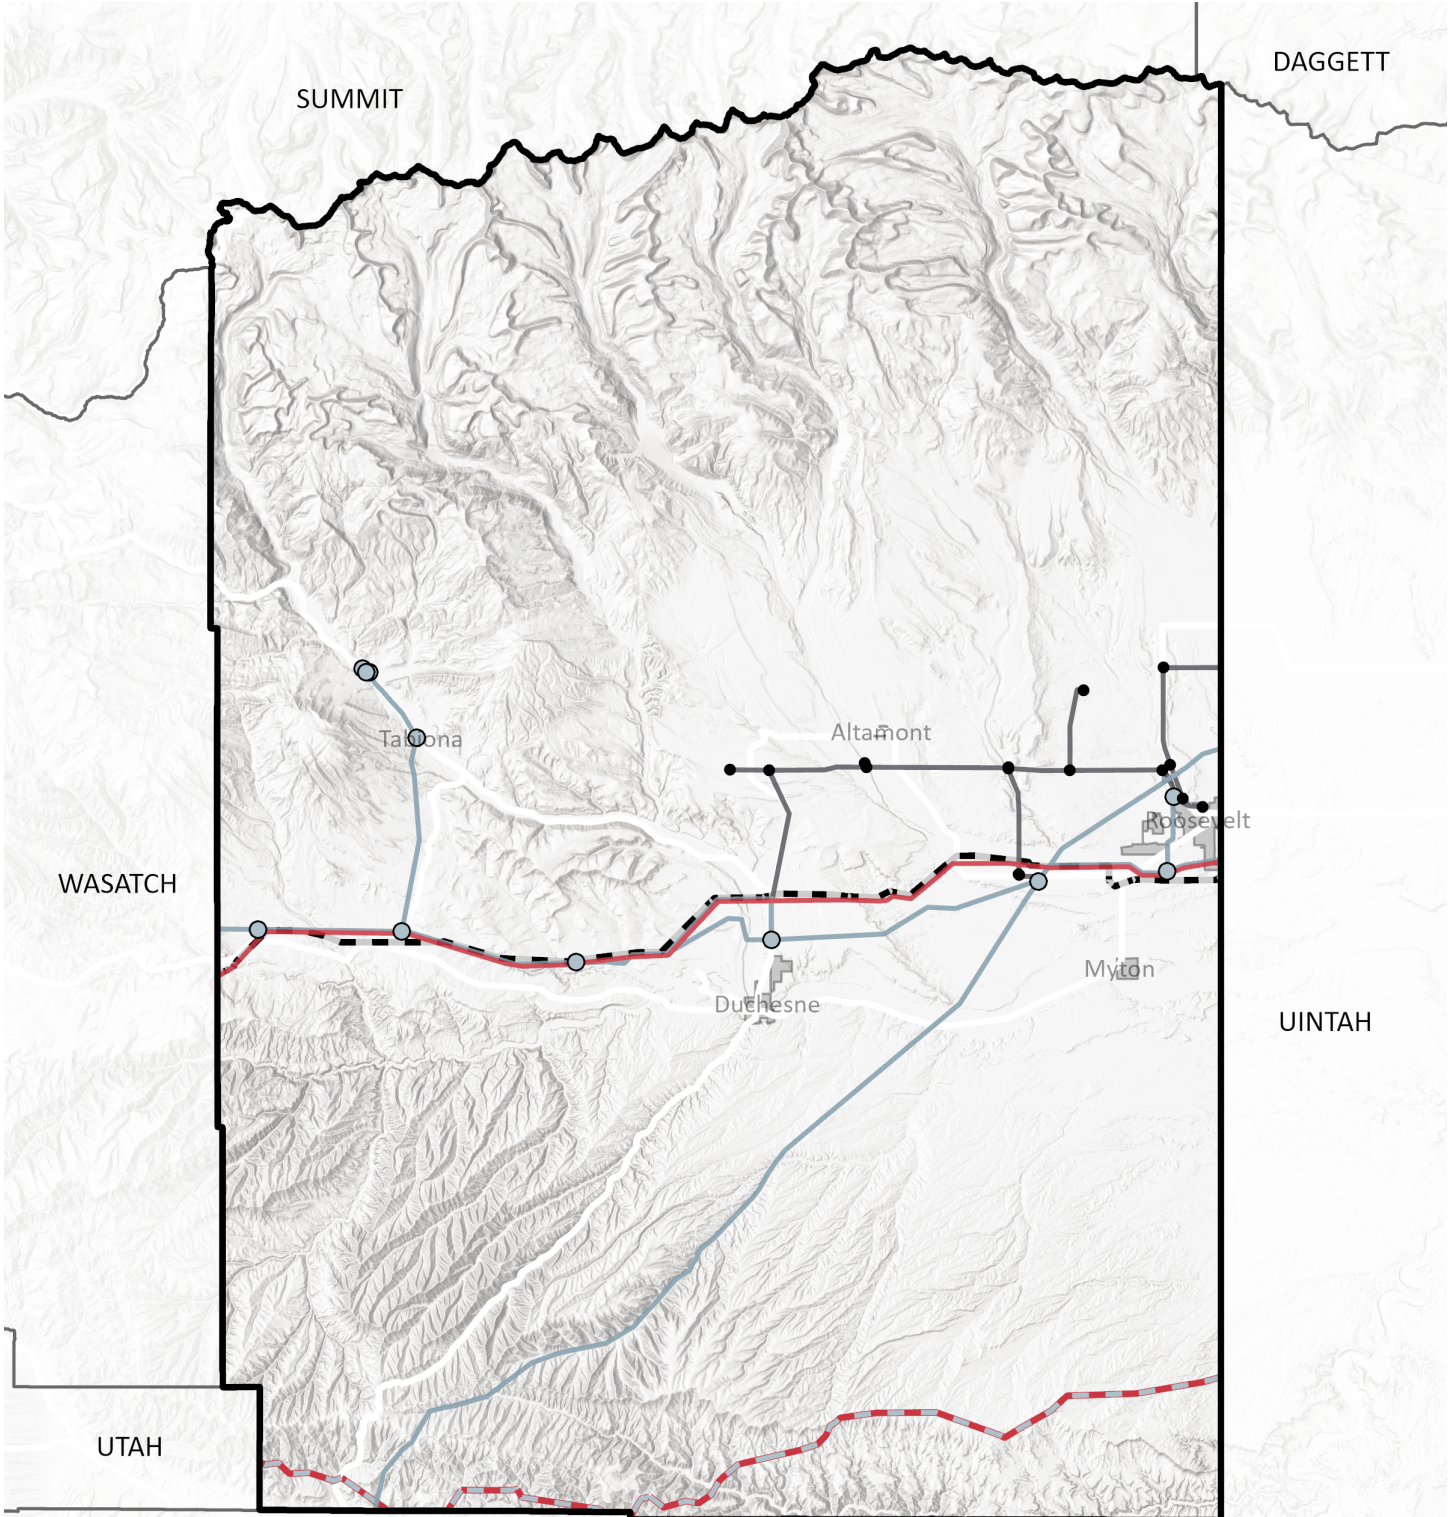 DAGGETT
SUMMIT
Altamont
Tabiona
Roosevelt
WASATCH
Myton
Duchesne
UINTAH
UTAH